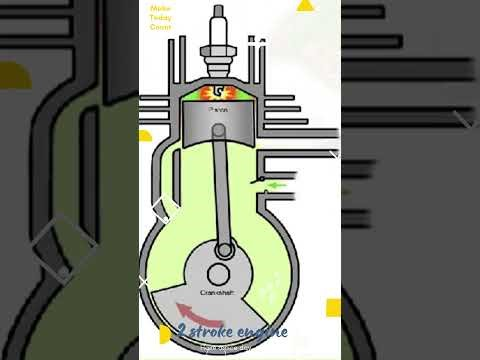 Make
Today
Count
Piston
Crankshaft
2 stroke engine